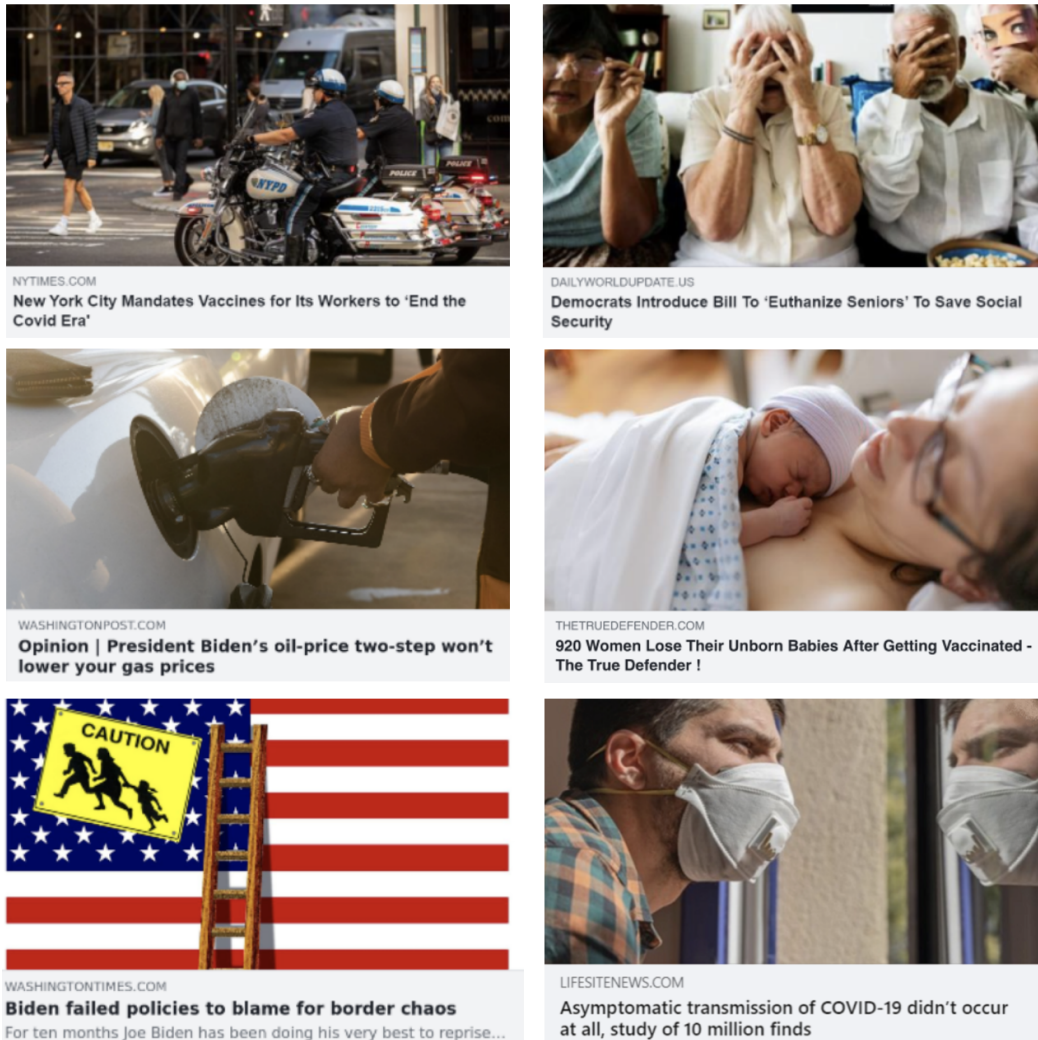 NYPD
POLICE
POLICE
NYTIMES.COM
New York City Mandates Vaccines for Its Workers to ‘End the
Covid Era’
DAILYWORLDUPDATE.US
Democrats Introduce Bill To ‘Euthanize Seniors’ To Save Social
Security
WASHINGTONPOST.COM
Opinion | President Biden’s oil-price two-step won’t
lower your gas prices
THETRUEDEFENDER.COM
920 Women Lose Their Unborn Babies After Getting Vaccinated -
The True Defender !
CAUTION
WASHINGTONTIMES.COM
Biden failed policies to blame for border chaos
For ten months Joe Biden has been doing his very best to reprise...
LIFESITENEWS.COM
Asymptomatic transmission of COVID-19 didn’t occur
at all, study of 10 million finds